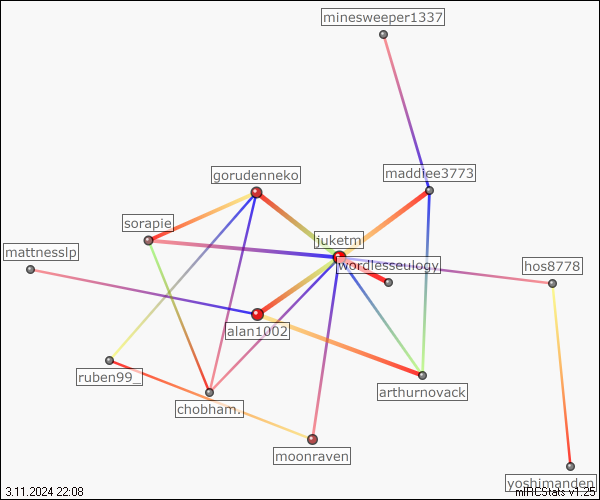 minesweeper1337
maddiee3773
gorudenneko
sorapie
juketm
mattnesslp
wordlesseulogy
hos8778
alan1002
ruben99_
arthurnovack
chobham.
moonraven
yoshimanden
3.11.2024 22:08
mIRCStats v1.25